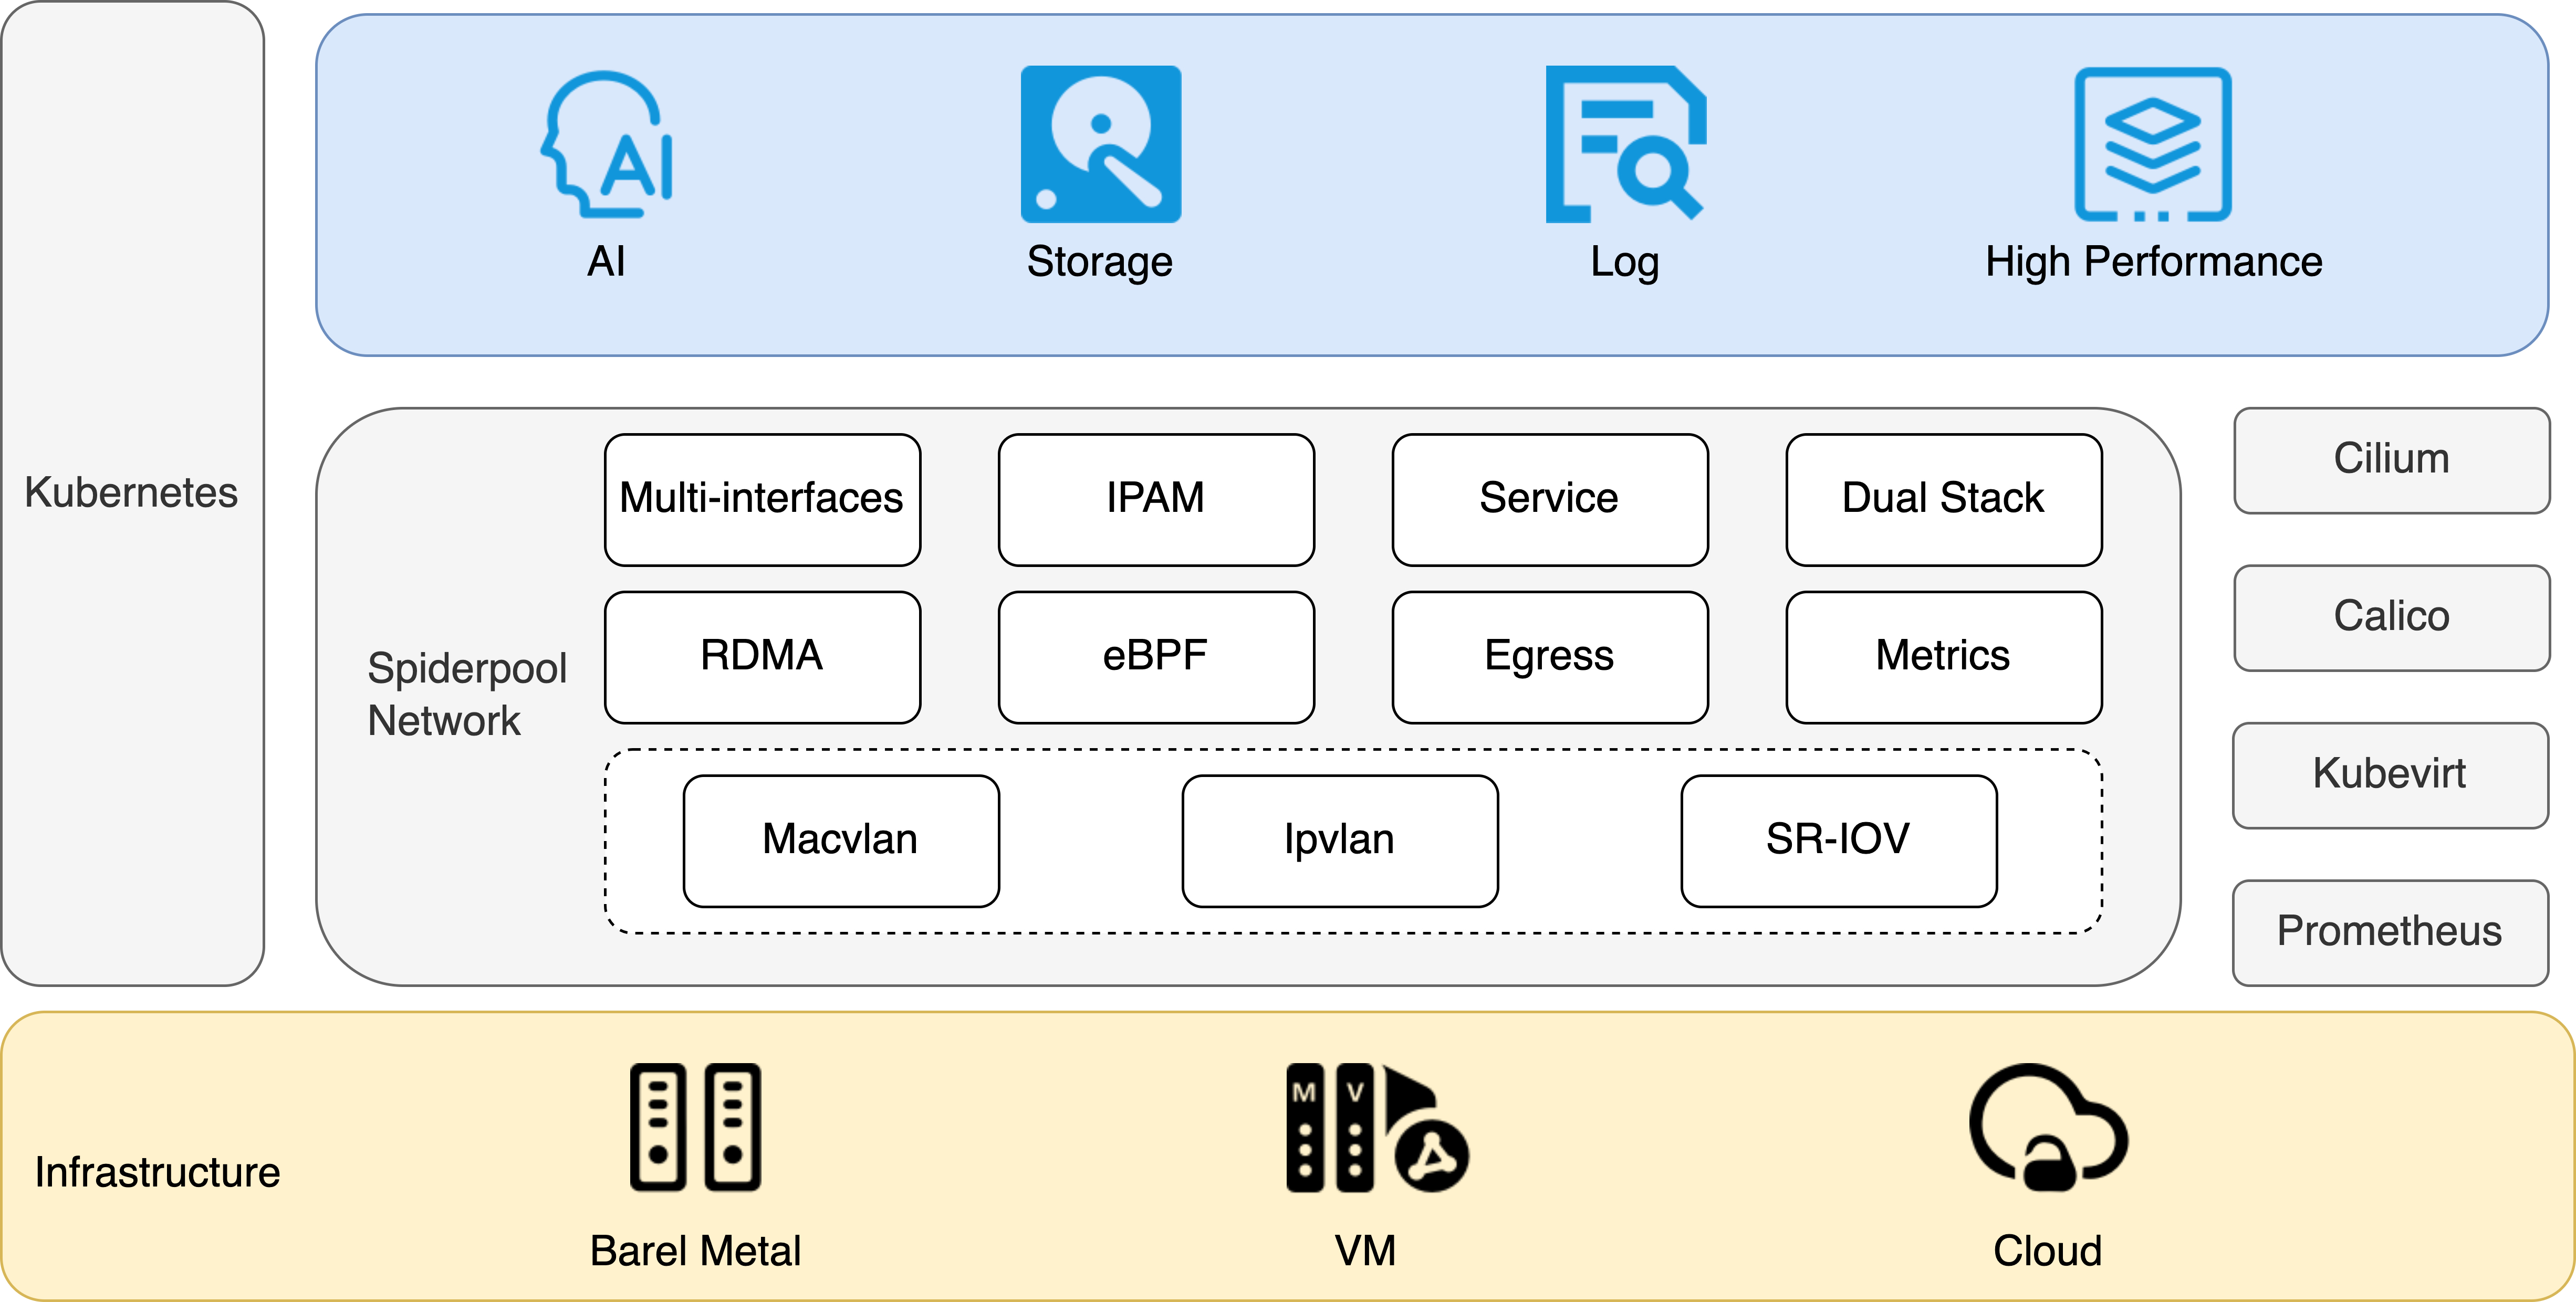 Kubernetes
AI
AI
Storage
Log
High Performance
Spiderpool
Network
Multi-interfaces
IPAM
Service
Dual Stack
RDMA
eBPF
Egress
Metrics
Macvlan
Ipvlan
SR-IOV
Cilium
Calico
Kubevirt
Prometheus
Infrastructure
Barel Metal
M V
VM
Cloud